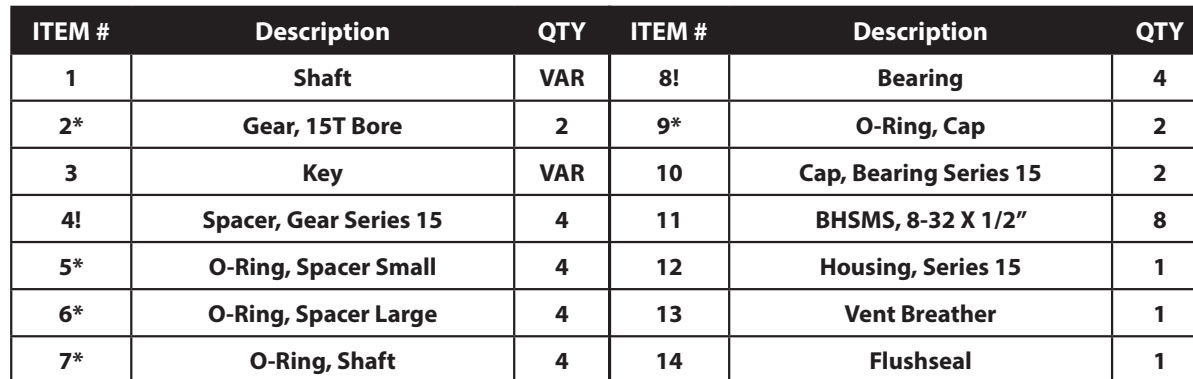 ITEM # Description QTY ITEM # Description QTY
1 Shaft VAR 8! Bearing 4
2* Gear, 15T Bore 2 9* O-Ring, Cap 2
3 Key VAR 10 Cap, Bearing Series 15 2
4! Spacer, Gear Series 15 4 11 BHSMS, 8-32 X 1/2” 8
5* O-Ring, Spacer Small 4 12 Housing, Series 15 1
6* O-Ring, Spacer Large 4 13 Vent Breather 1
7* O-Ring, Shaft 4 14 Flushseal 1